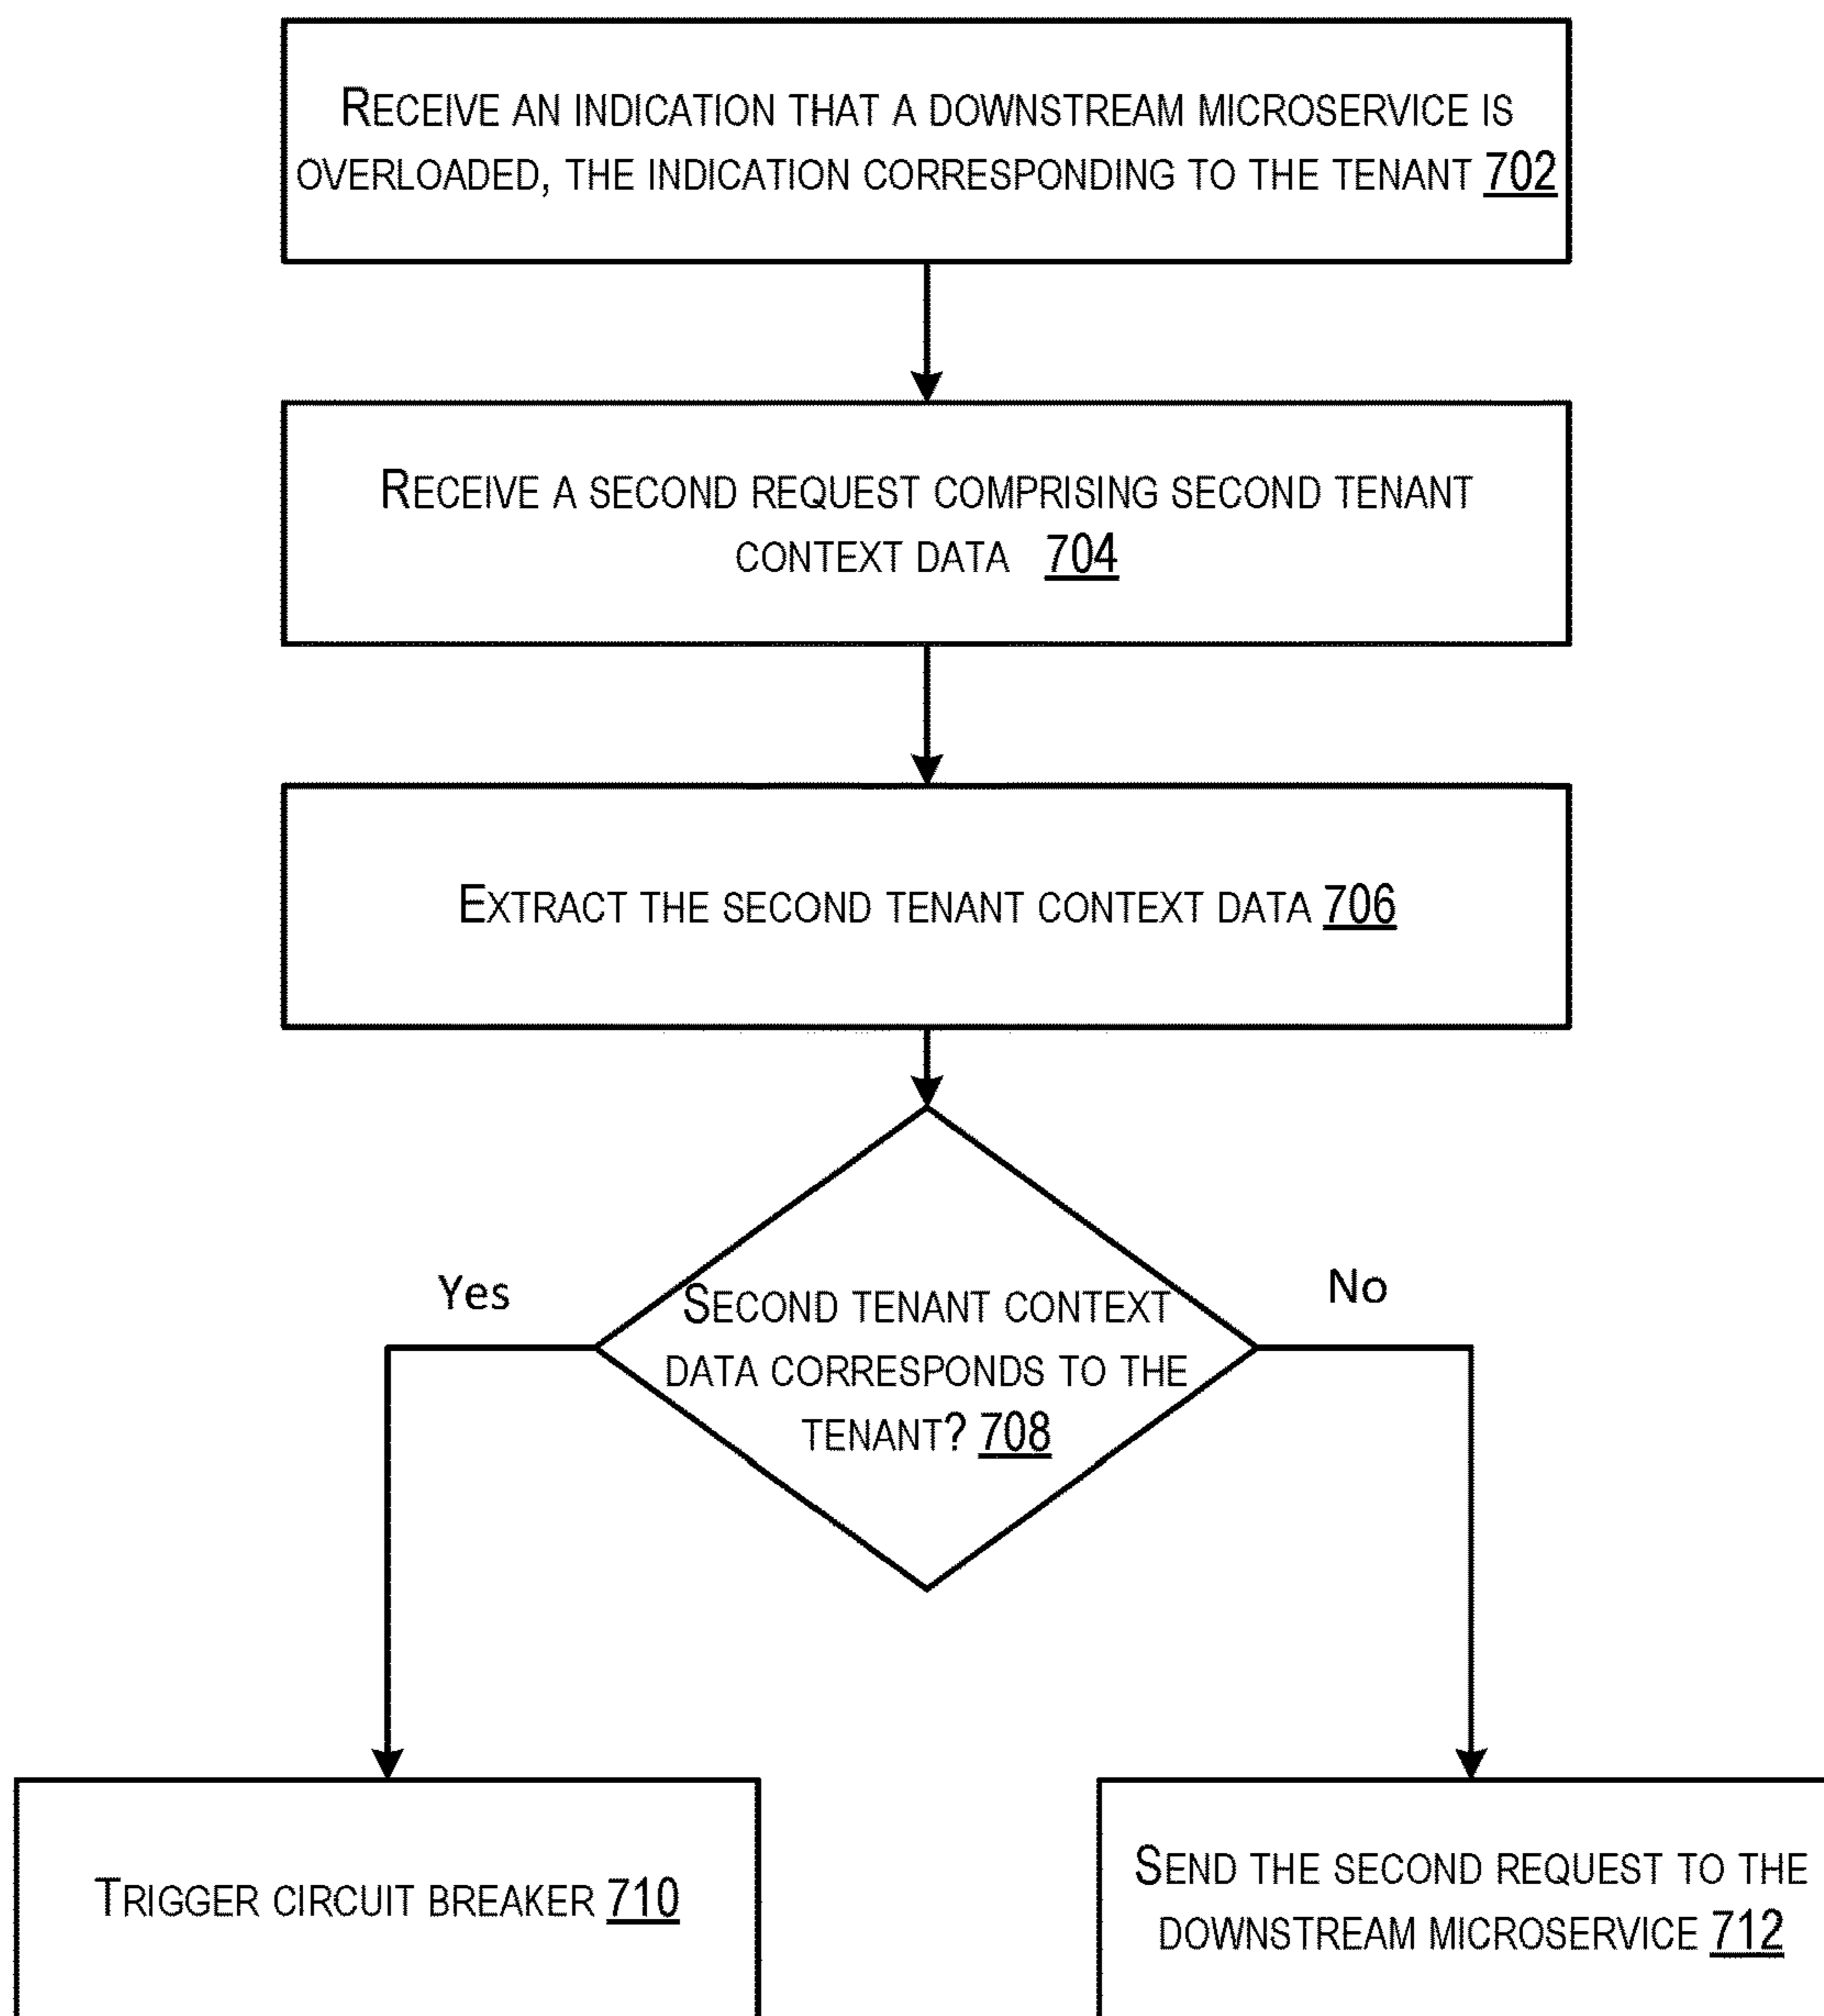 RECEIVE AN INDICATION THAT A DOWNSTREAM MICROSERVICE IS
OVERLOADED, THE INDICATION CORRESPONDING TO THE TENANT 702
RECEIVE A SECOND REQUEST COMPRISING SECOND TENANT
CONTEXT DATA 704
EXTRACT THE SECOND TENANT CONTEXT DATA 706
Yes
No
SECOND TENANT CONTEXT
DATA CORRESPONDS TO THE
TENANT? 708
TRIGGER CIRCUIT BREAKER 710
SEND THE SECOND REQUEST TO THE
DOWNSTREAM MICROSERVICE 712